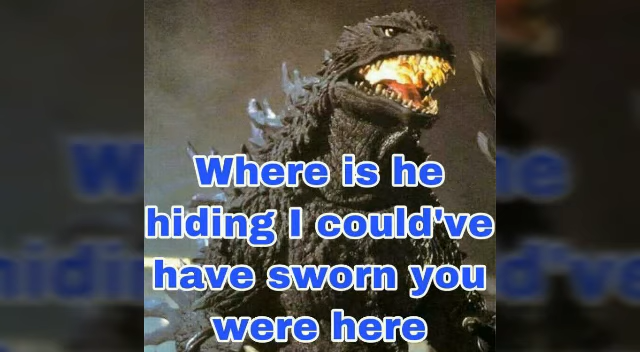 Where is he
hiding I could've
have sworn you
were here